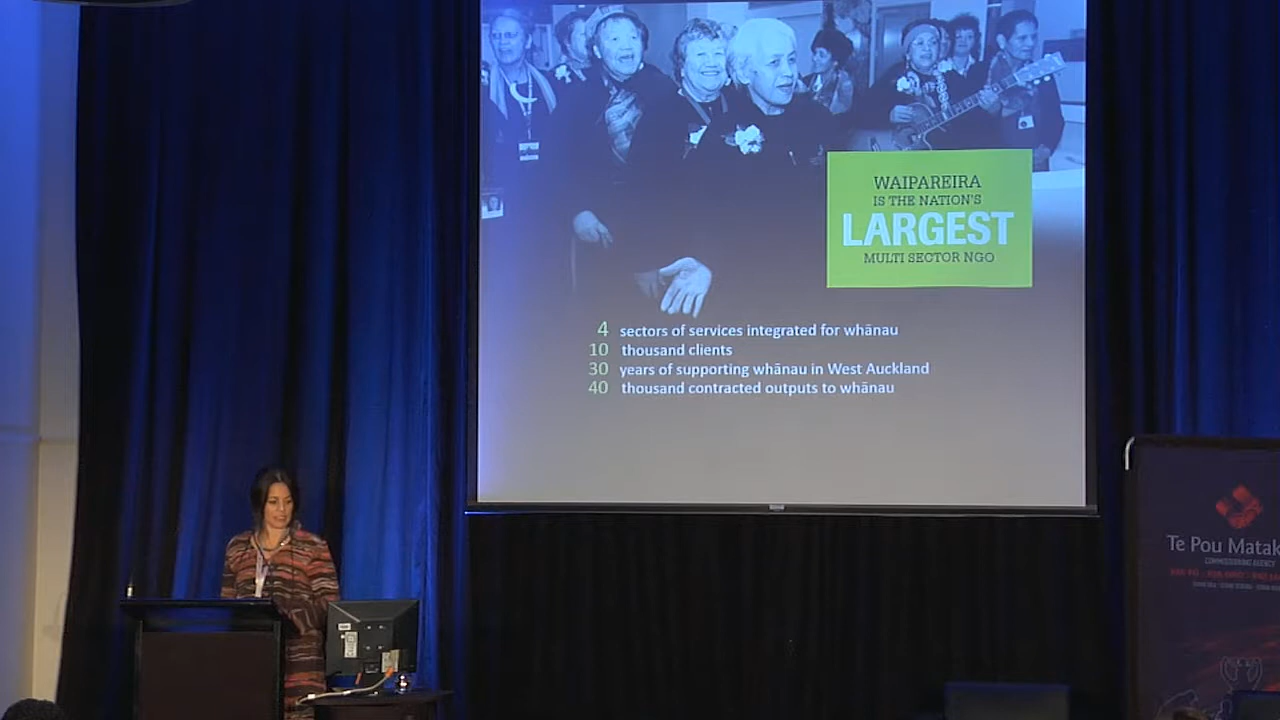 WAIPAREIRA
IS THE NATION'S
LARGEST
MULTI SECTOR NGO
4 sectors of services integrated for whānau
10 thousand clients
30 years of supporting whānau in West Auckland
40 thousand contracted outputs to whānau
Te Pou Matak
COMMISSIONING AGENCY